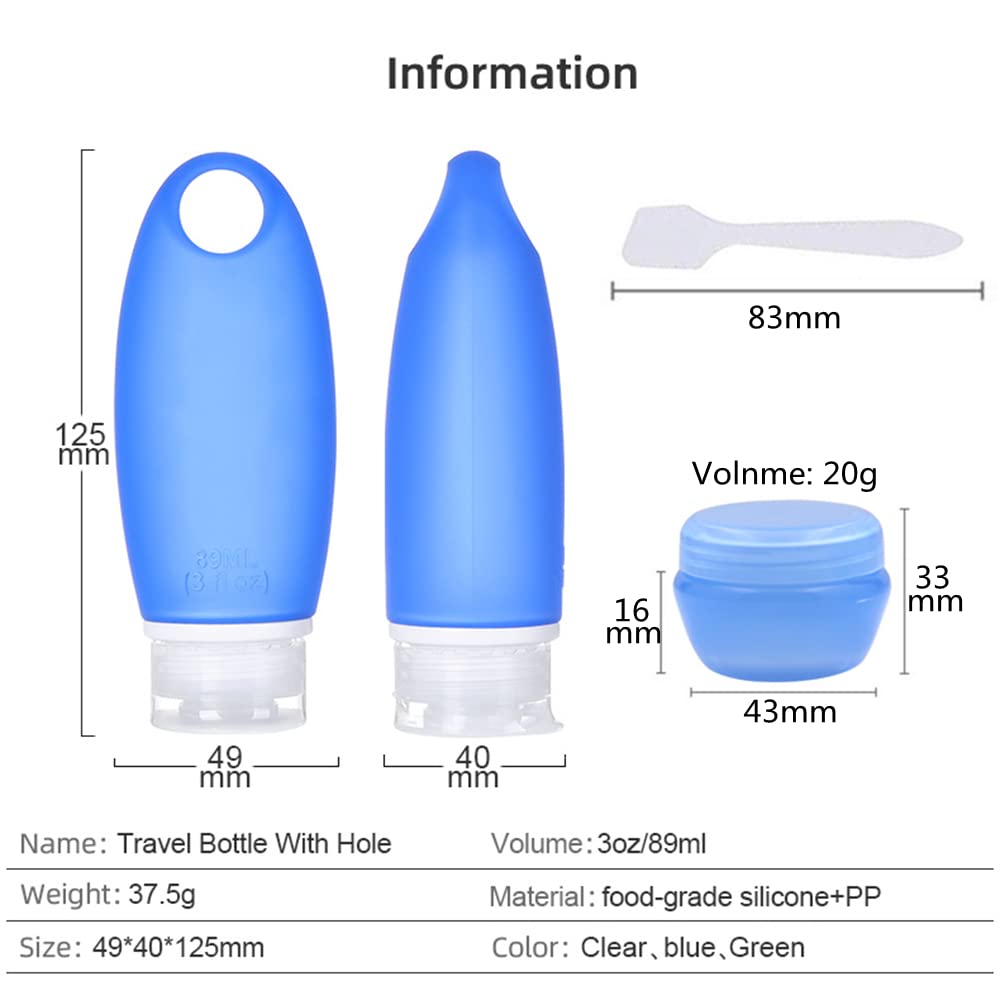 Information
125
mm
89ML
(3 fl oz)
49
mm
40
mm
83mm
Volnme: 20g
16
mm
33
mm
43mm
Name: Travel Bottle With Hole
Volume: 3oz/89ml
Weight: 37.5g
Material: food-grade silicone+PP
Size: 49*40*125mm
Color: Clear、blue、Green